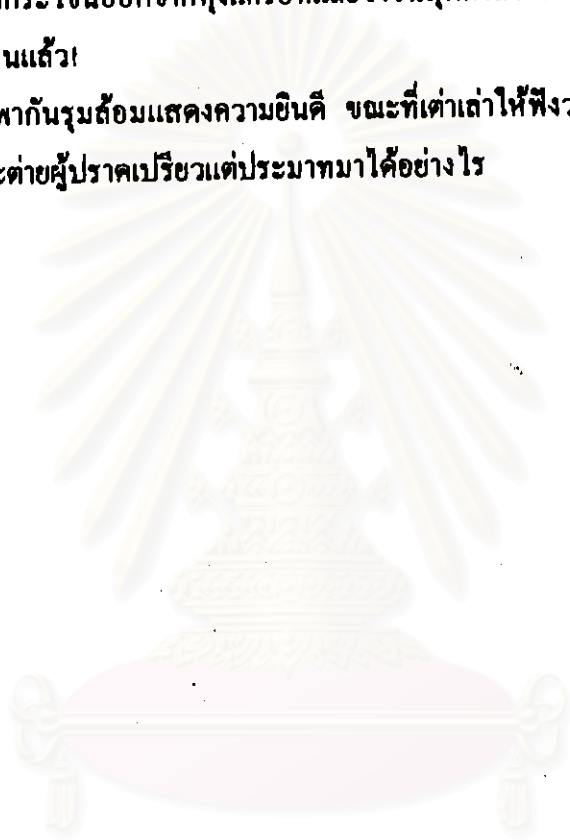 นแล้ว!
พากันรุมล้อมแสดงความยินดี ขณะที่เต่าเล่าให้ฟังว
ะต่ายผู้ปราดเปรียวแต่ประมาทมาได้อย่างไร